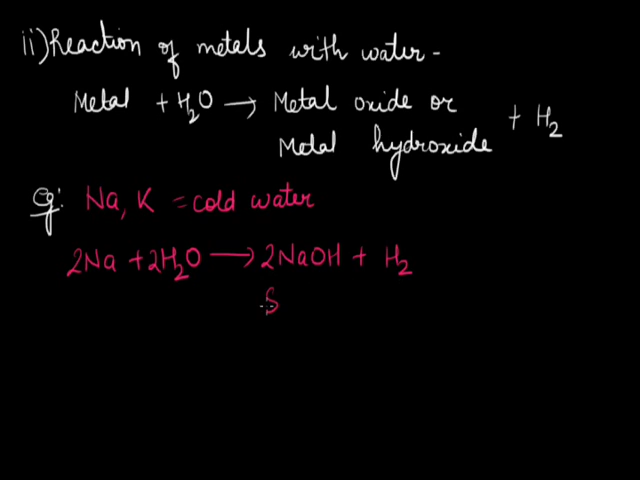 ii) Reaction of metals with water -
Metal + H₂O → Metal oxide or
Metal hydroxide + H₂
Eg: Na, K = cold water
2Na + 2H₂O → 2NaOH + H₂
S